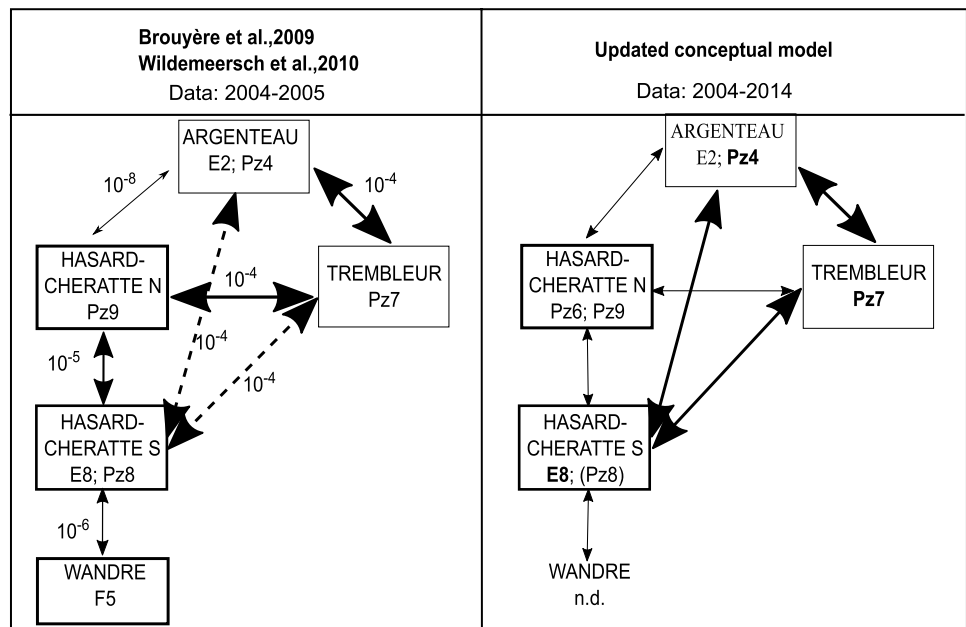 Brouyère et al.,2009
Wildemeersch et al.,2010
Data: 2004-2005
ARGENTEAU
E2; Pz4
10-8
10-4
HASARD-
CHERATTE N
Pz9
10-4
TREMBLEUR
Pz7
10-4
10-5
10-4
HASARD-
CHERATTE S
E8; Pz8
10-6
WANDRE
F5
Updated conceptual model
Data: 2004-2014
ARGENTEAU
E2; Pz4
HASARD-
CHERATTE N
Pz6; Pz9
TREMBLEUR
Pz7
HASARD-
CHERATTE S
E8; (Pz8)
WANDRE
n.d.